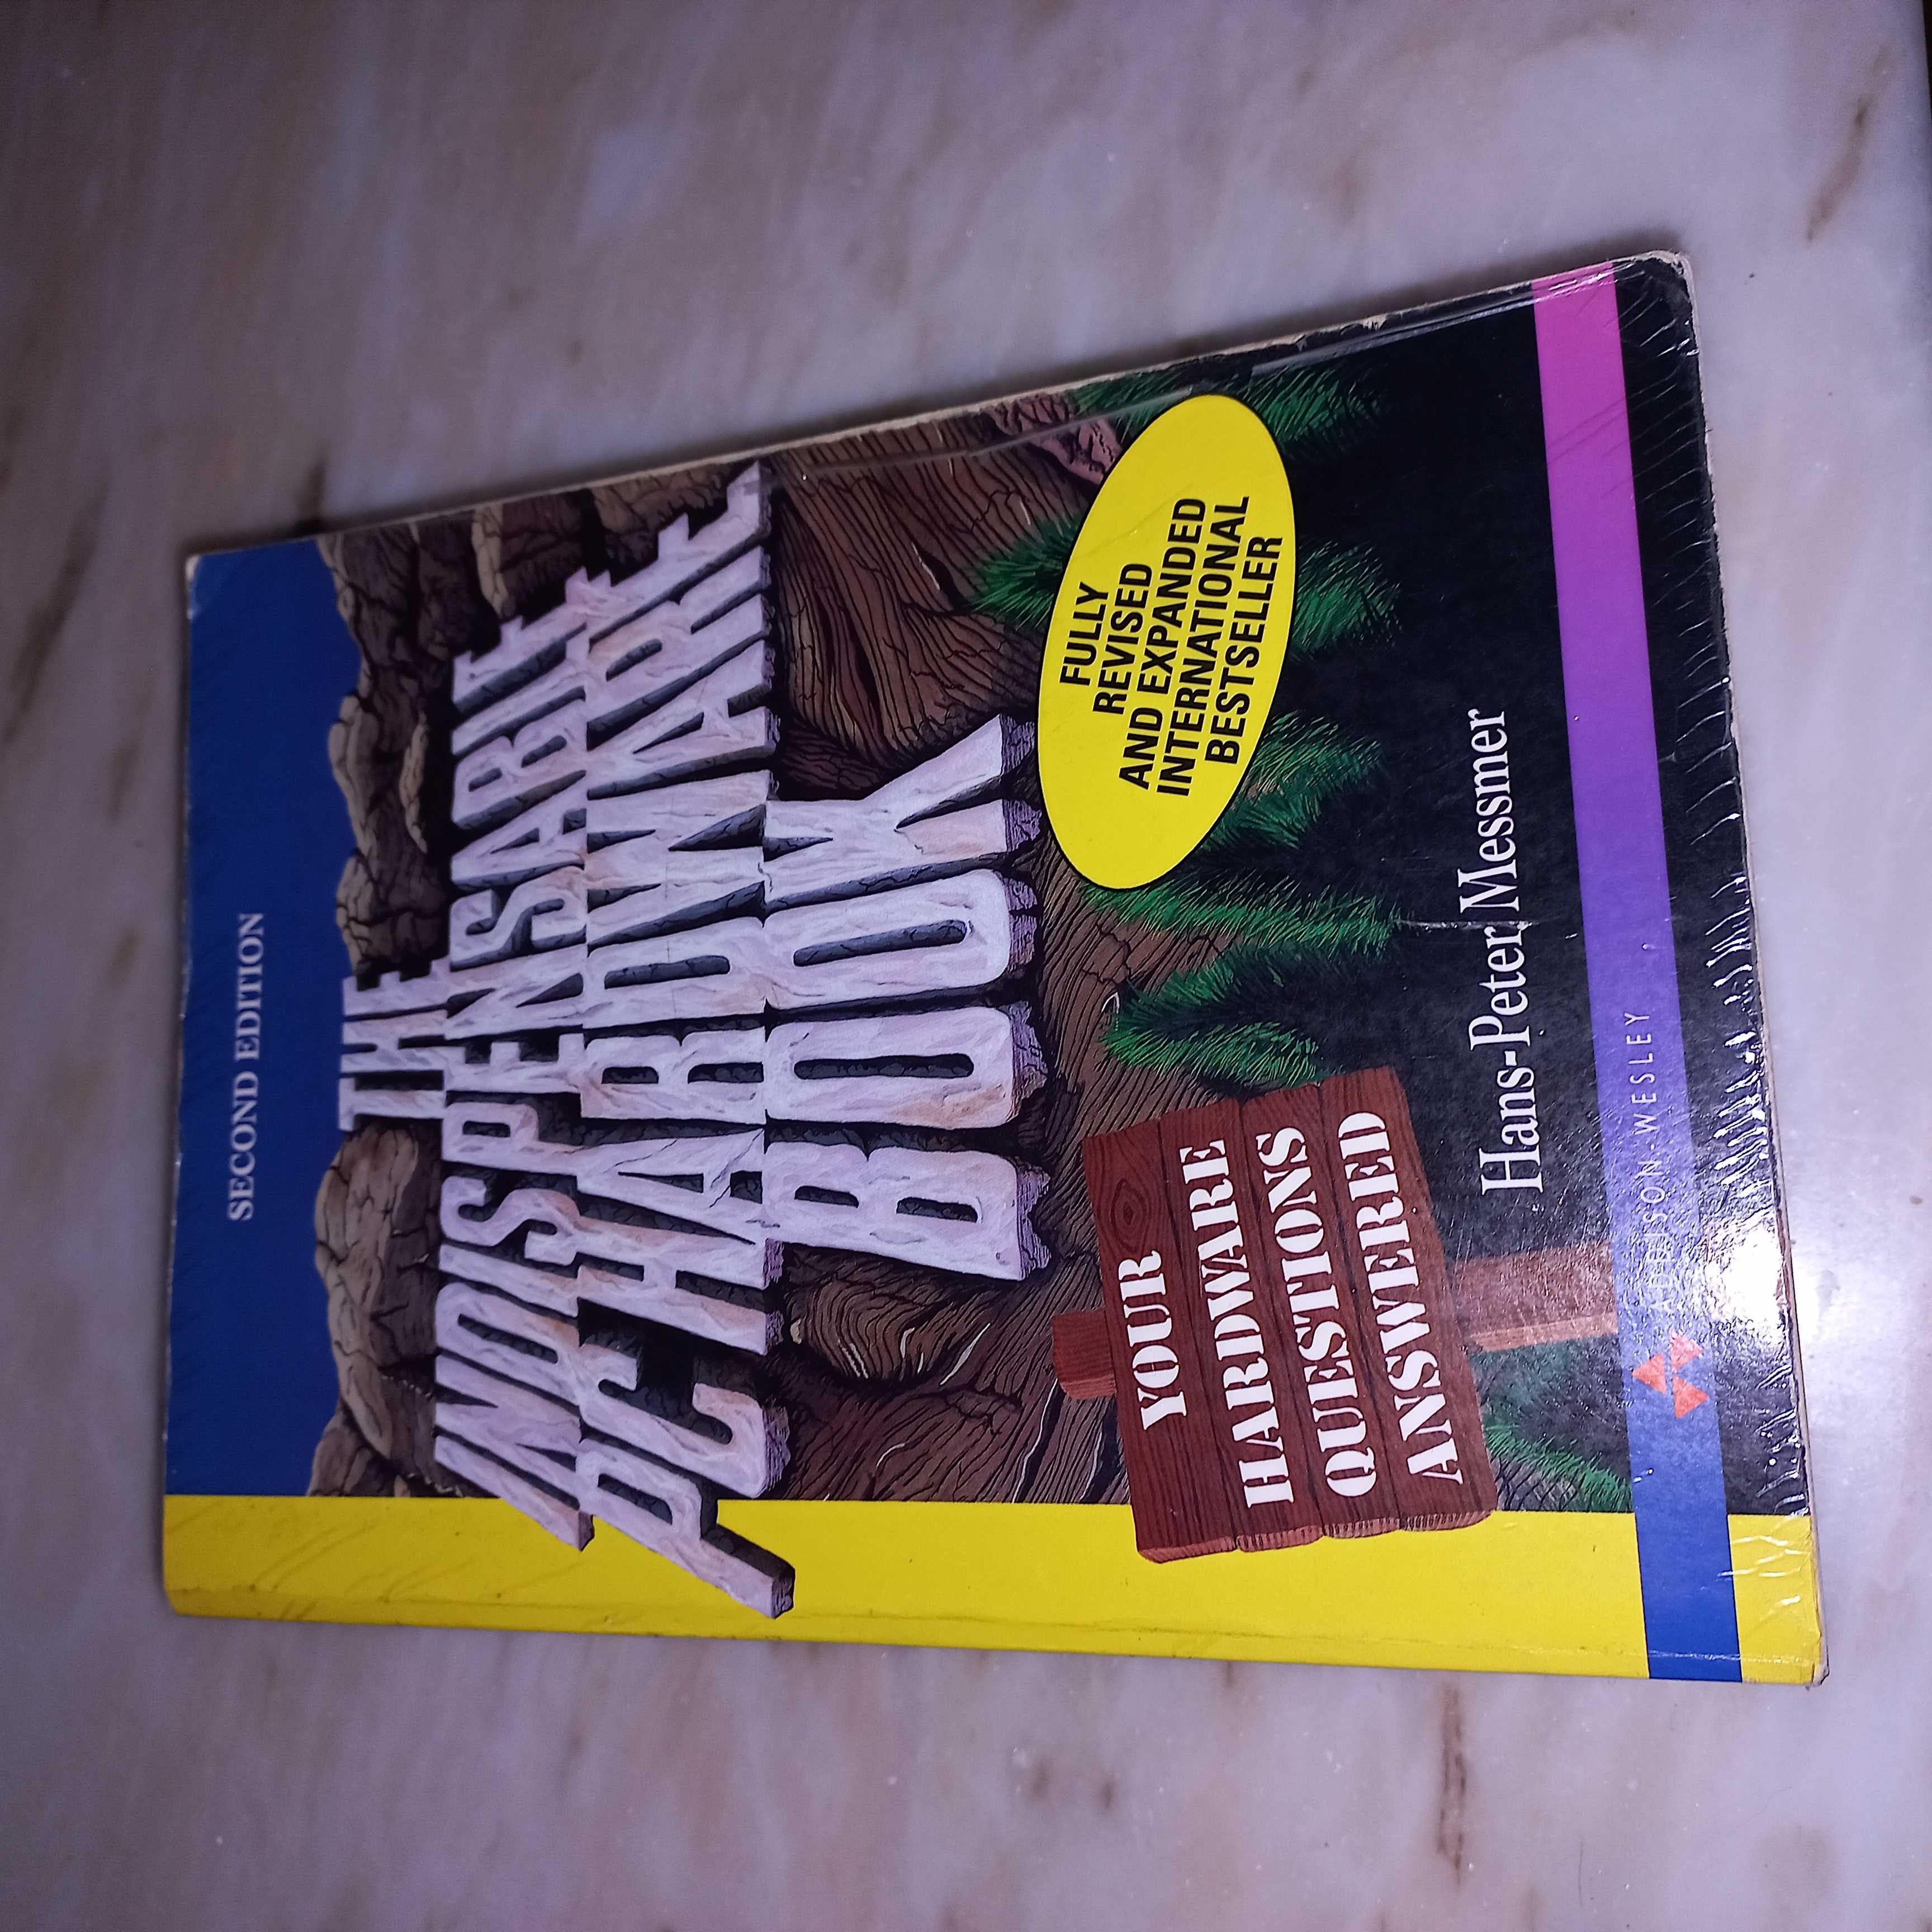 SECOND EDITION
THE
INDISPENSABLE
PC HARDWARE
BOOK
FULLY
REVISED
AND EXPANDED
INTERNATIONAL
BESTSELLER
YOUR
HARDWARE
QUESTIONS
ANSWERED
Hans-Peter Messmer
ADDISON-WESLEY